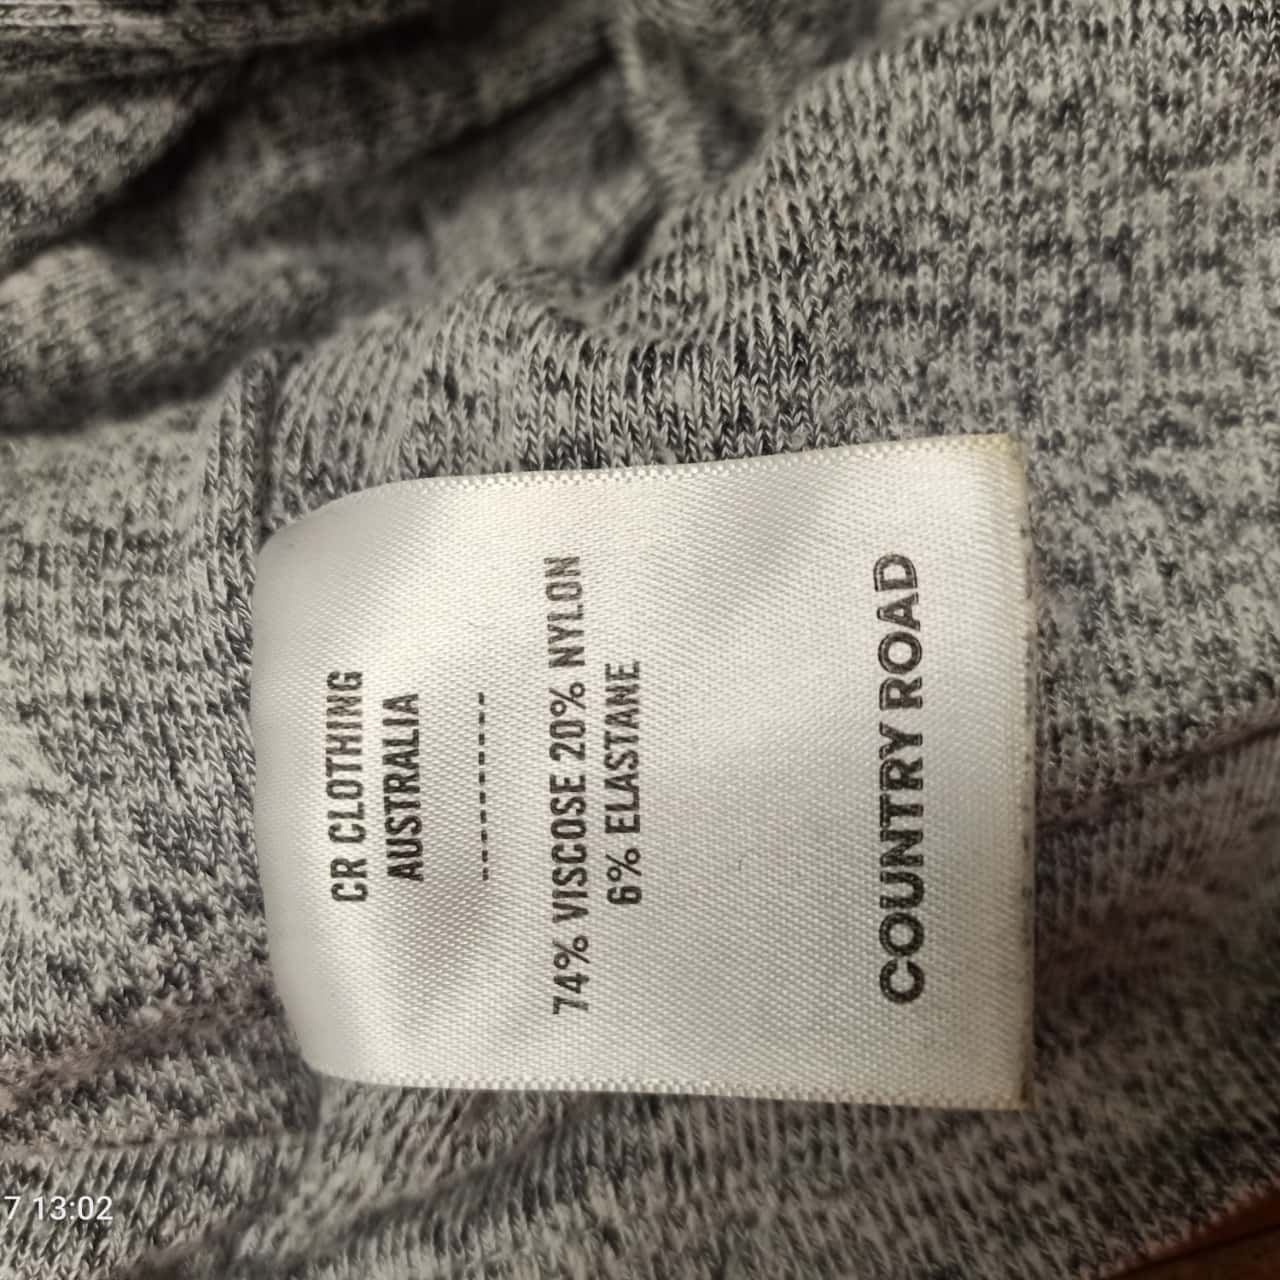 CR CLOTHING
AUSTRALIA
---------
74% VISCOSE 20% NYLON
6% ELASTANE
COUNTRY ROAD
7 13:02